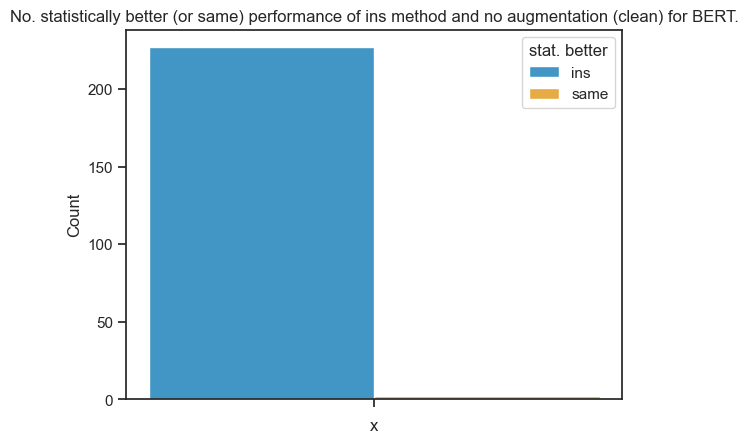 No. statistically better (or same) performance of ins method and no augmentation (clean) for BERT.
stat. better
ins
same
200
150
100
50
0
Count
x